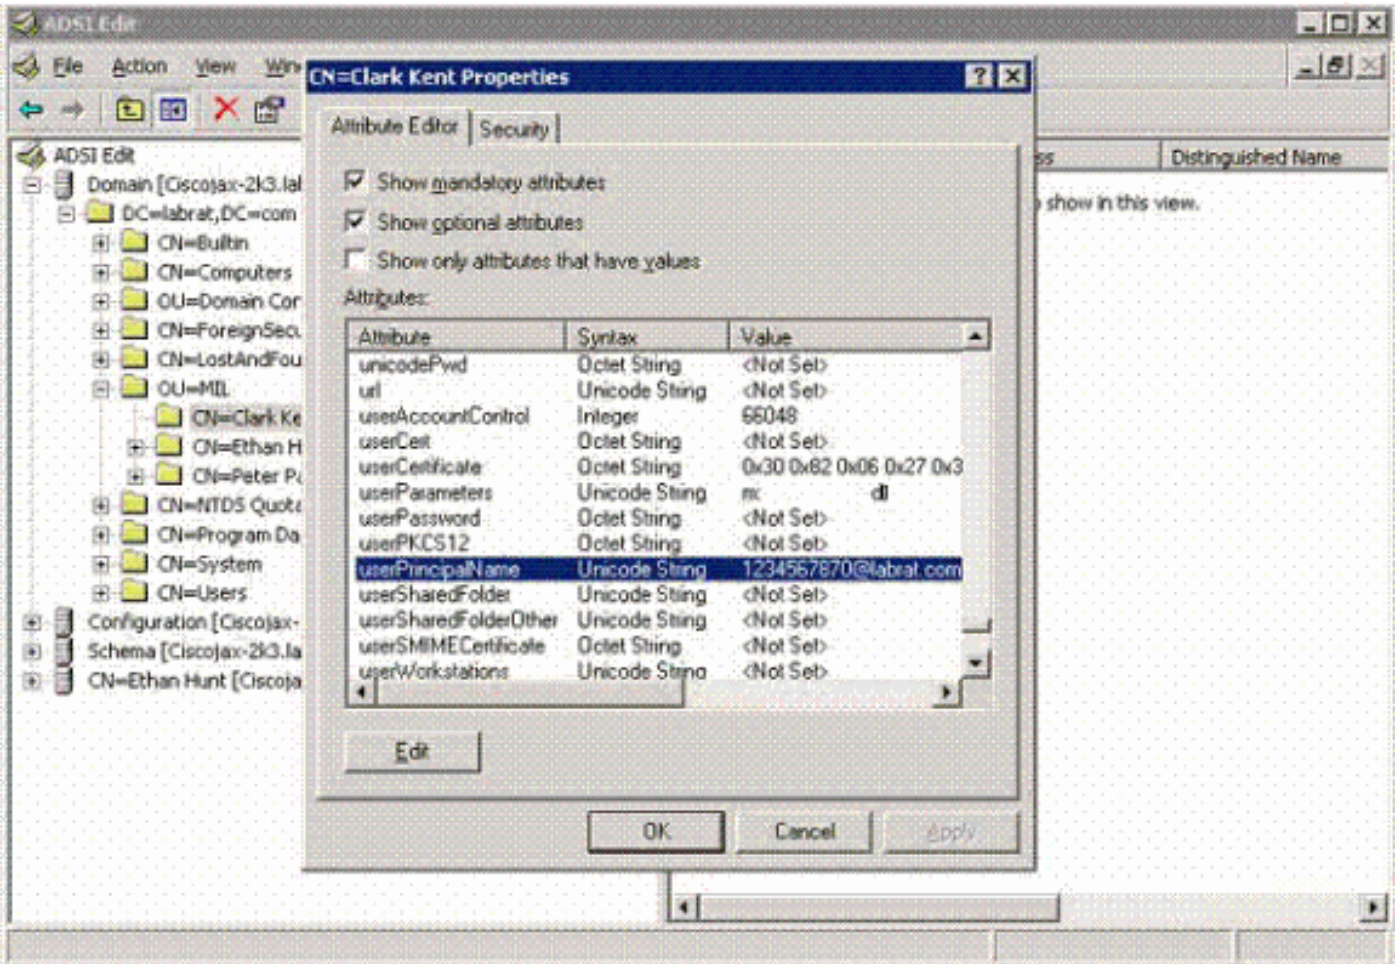 ADSI Edit
File Action View Win
CN=Clark Kent Properties
Attribute Editor Security
ADSI Edit
Domain [Ciscojax-2k3.lal
DC=labrat,DC=com
CN=Builtin
CN=Computers
OU=Domain Cor
CN=ForeignSecu
CN=LostAndFou
OU=MIL
CN=Clark Ke
CN=Ethan H
CN=Peter Pa
CN=NTDS Quota
CN=Program Da
CN=System
CN=Users
Configuration [Ciscojax-
Schema [Ciscojax-2k3.la
CN=Ethan Hunt [Ciscoja
Show mandatory attributes
Show optional attributes
Show only attributes that have values
Attributes:
Attribute Syntax Value
unicodePwd Octet String <Not Set>
url Unicode String <Not Set>
userAccountControl Integer 66048
userCert Octet String <Not Set>
userCertificate Octet String 0x30 0x82 0x06 0x27 0x3
userParameters Unicode String m: dll
userPassword Octet String <Not Set>
userPKCS12 Octet String <Not Set>
userPrincipalName Unicode String 1234567870@labrat.com
userSharedFolder Unicode String <Not Set>
userSharedFolderOther Unicode String <Not Set>
userSMIMECertificate Octet String <Not Set>
userWorkstations Unicode String <Not Set>
Edit
OK Cancel Apply
ss Distinguished Name
show in this view.